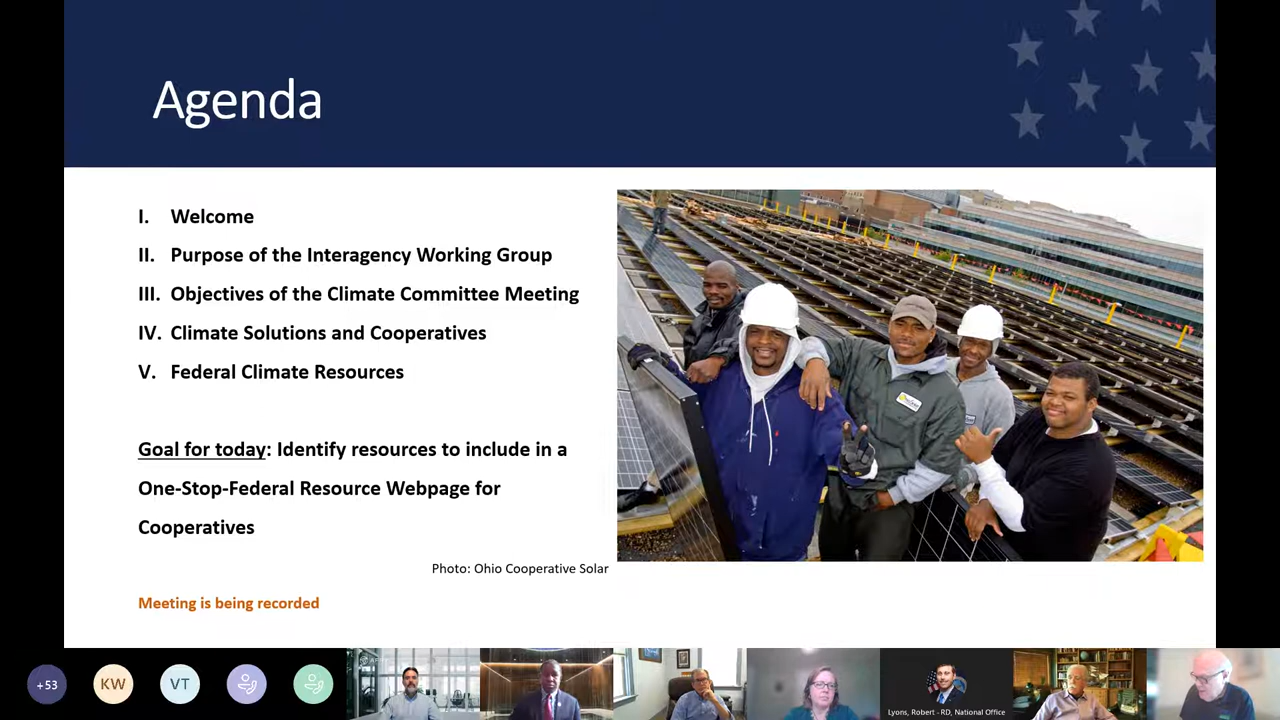 Agenda
I. Welcome
II. Purpose of the Interagency Working Group
III. Objectives of the Climate Committee Meeting
IV. Climate Solutions and Cooperatives
V. Federal Climate Resources
Goal for today: Identify resources to include in a
One-Stop-Federal Resource Webpage for
Cooperatives
Photo: Ohio Cooperative Solar
Meeting is being recorded
+53
KW
VT
Lyons, Robert - RD, National Office